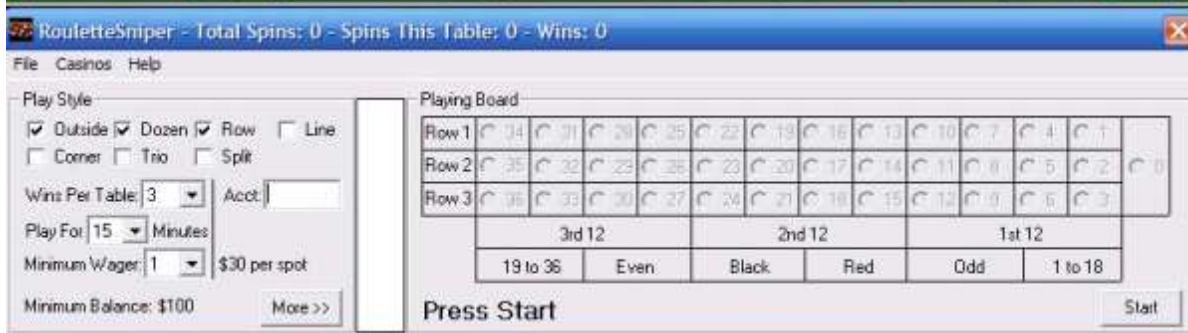 RouletteSniper - Total Spins: 0 - Spins This Table: 0 - Wins: 0
File Casinos Help
Play Style
Outside Dozen Row Line
Corner Trio Split
Wins Per Table: 3 Acct:
Play For 15 Minutes
Minimum Wager: 1 $30 per spot
Minimum Balance: $100 More >>
Playing Board
Row 1 34 31 25 22 19 16 13 10 7 4 1
Row 2 35 32 23 20 17 14 11 8 5 2 0
Row 3 36 33 30 27 24 21 18 15 12 9 6 3
3rd 12 2nd 12 1st 12
19 to 36 Even Black Red Odd 1 to 18
Press Start Start